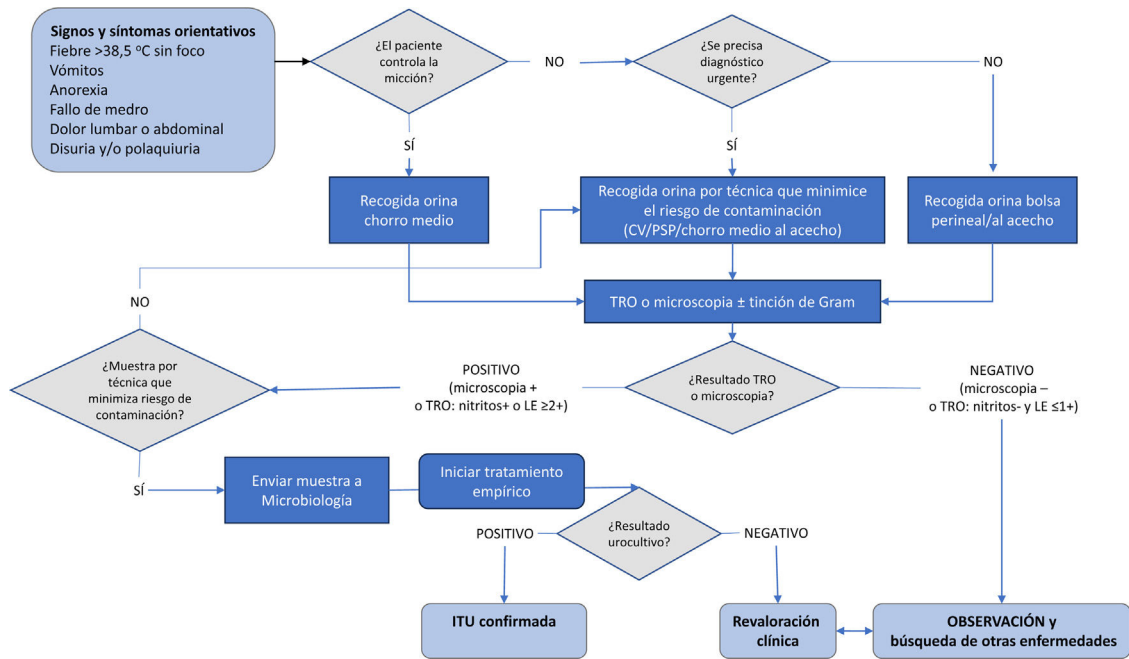 Signos y síntomas orientativos
Fiebre >38,5 ºC sin foco
Vómitos
Anorexia
Fallo de medro
Dolor lumbar o abdominal
Disuria y/o polaquiuria
¿El paciente
controla la
micción?
NO
¿Se precisa
diagnóstico
urgente?
NO
SÍ
SÍ
Recogida orina
chorro medio
Recogida orina por técnica que minimice
el riesgo de contaminación
(CV/PSP/chorro medio al acecho)
Recogida orina bolsa
perineal/al acecho
NO
TRO o microscopia ± tinción de Gram
¿Muestra por
técnica que
minimiza riesgo de
contaminación?
POSITIVO
(microscopia +
o TRO: nitritos+ o LE ≥2+)
¿Resultado TRO
o microscopia?
NEGATIVO
(microscopia –
o TRO: nitritos- y LE ≤1+)
SÍ
Enviar muestra a
Microbiología
Iniciar tratamiento
empírico
POSITIVO
¿Resultado
urocultivo?
NEGATIVO
ITU confirmada
Revaloración
clínica
OBSERVACIÓN y
búsqueda de otras enfermedades